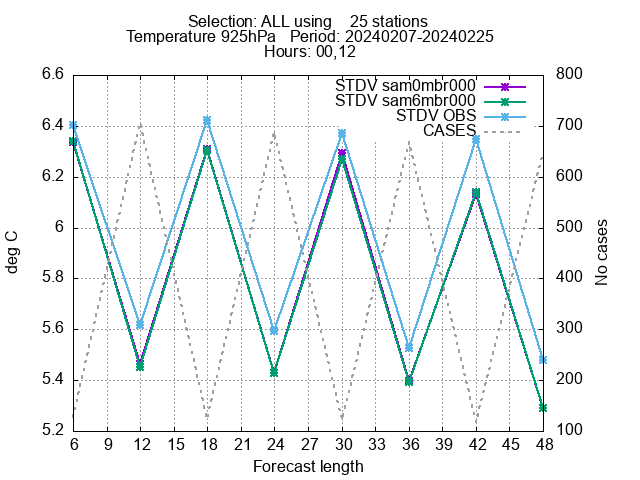 Selection: ALL using    25 stations
Temperature 925hPa   Period: 20240207-20240225
Hours: 00,12
STDV sam0mbr000
STDV sam6mbr000
STDV OBS
CASES
6.6
6.4
6.2
6
5.8
5.6
5.4
5.2
deg C
800
700
600
500
400
300
200
100
No cases
6 9 12 15 18 21 24 27 30 33 36 39 42 45 48
Forecast length